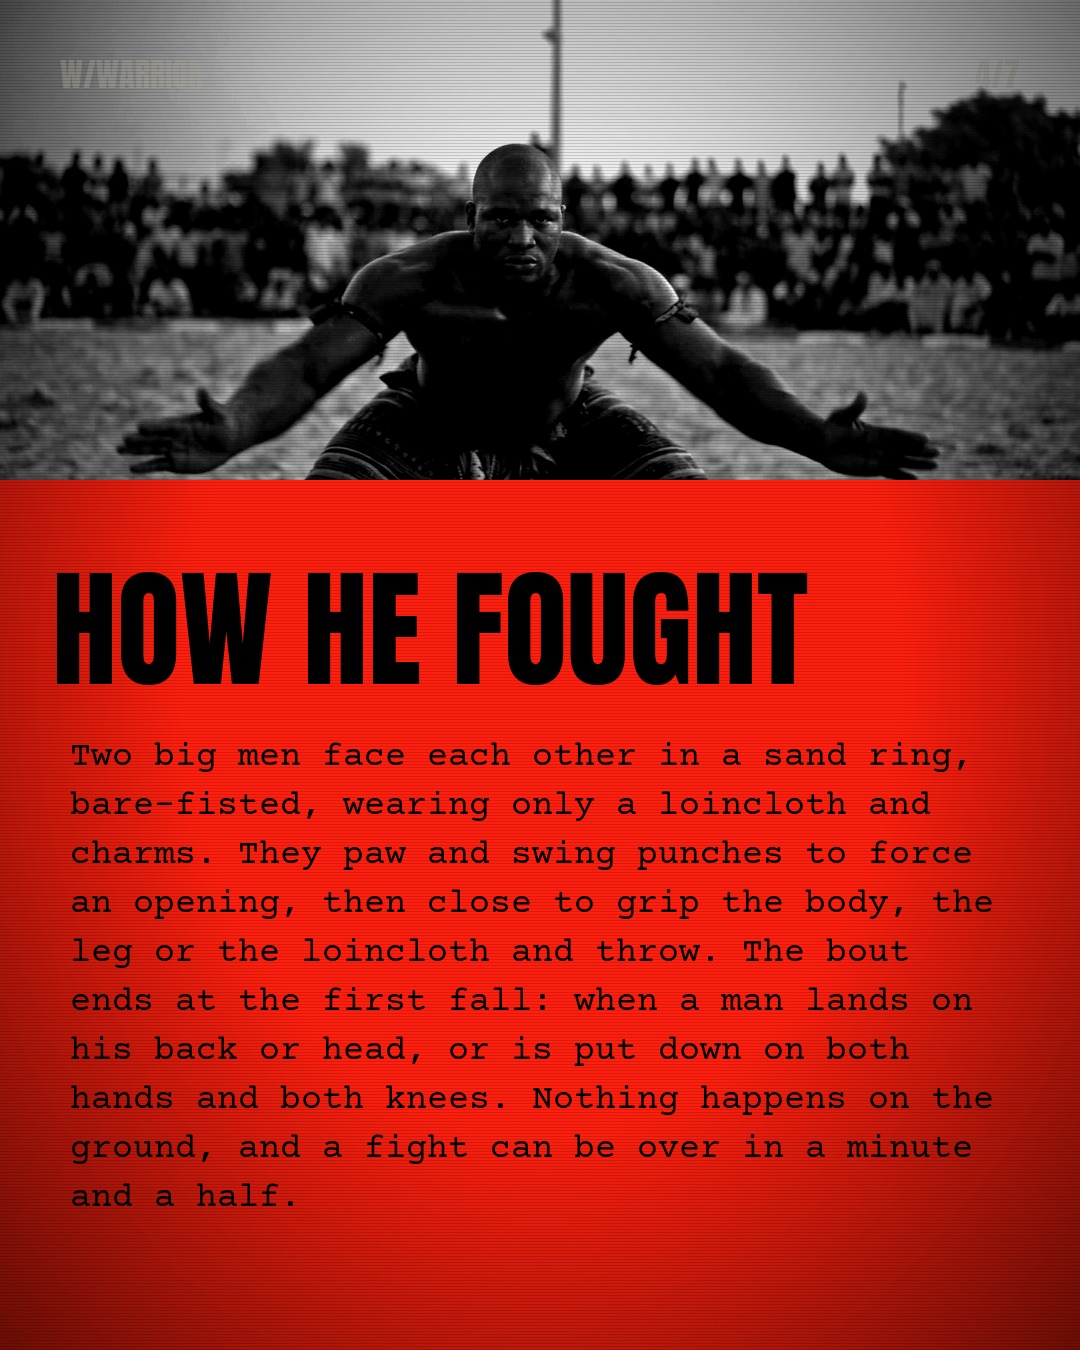 W/WARRIOR
4/7
HOW HE FOUGHT
Two big men face each other in a sand ring,
bare-fisted, wearing only a loincloth and
charms. They paw and swing punches to force
an opening, then close to grip the body, the
leg or the loincloth and throw. The bout
ends at the first fall: when a man lands on
his back or head, or is put down on both
hands and both knees. Nothing happens on the
ground, and a fight can be over in a minute
and a half.